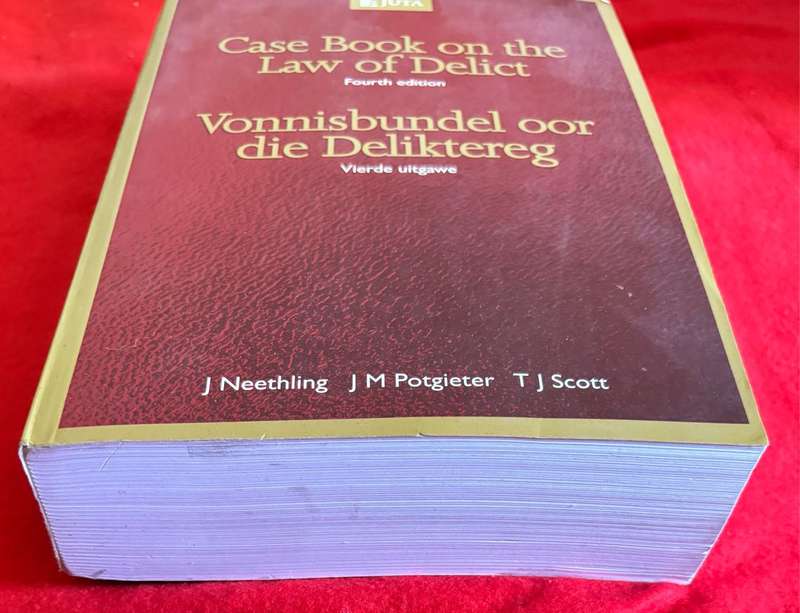 JUTA
Case Book on the
Law of Delict
Fourth edition
Vonnisbundel oor
die Deliktereg
Vierde uitgawe
J Neethling J M Potgieter T J Scott